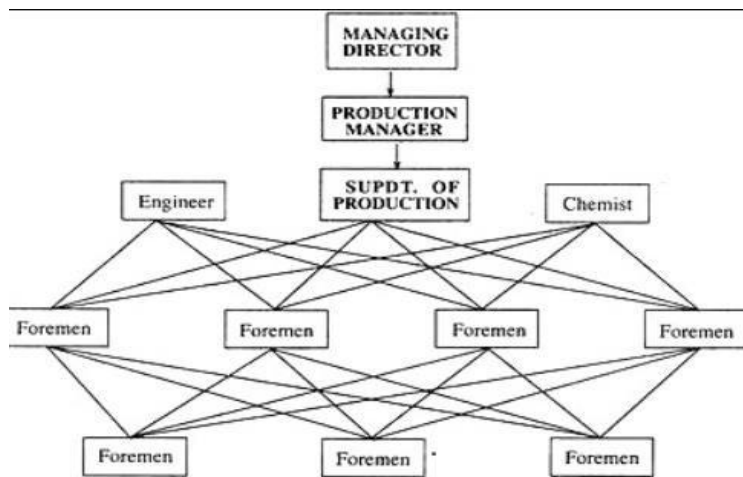 MANAGING
DIRECTOR
PRODUCTION
MANAGER
SUPDT. OF
PRODUCTION
Engineer
Chemist
Foremen
Foremen
Foremen
Foremen
Foremen
Foremen
Foremen